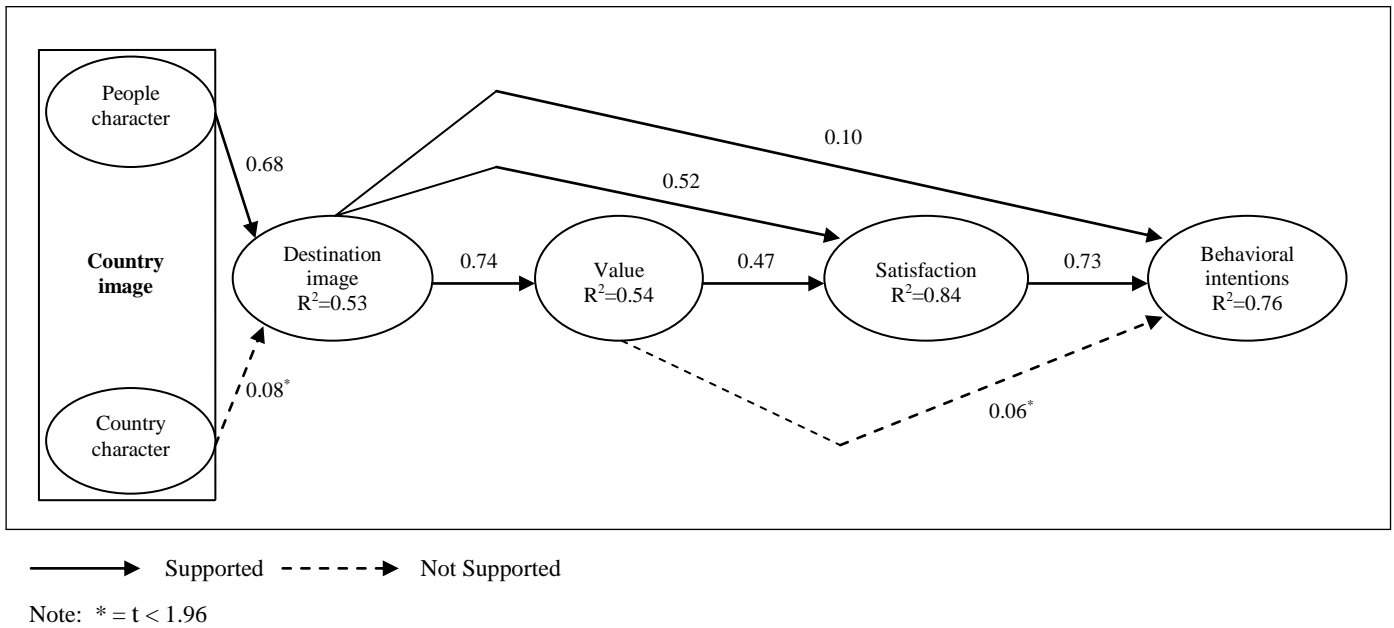 People
character
0.68
Country
image
0.08*
Country
character
Destination
image
R²=0.53
0.74
0.10
0.52
Value
R²=0.54
0.47
Satisfaction
R²=0.84
0.73
0.06*
Behavioral
intentions
R²=0.76
Supported
Not Supported
Note: * = t < 1.96